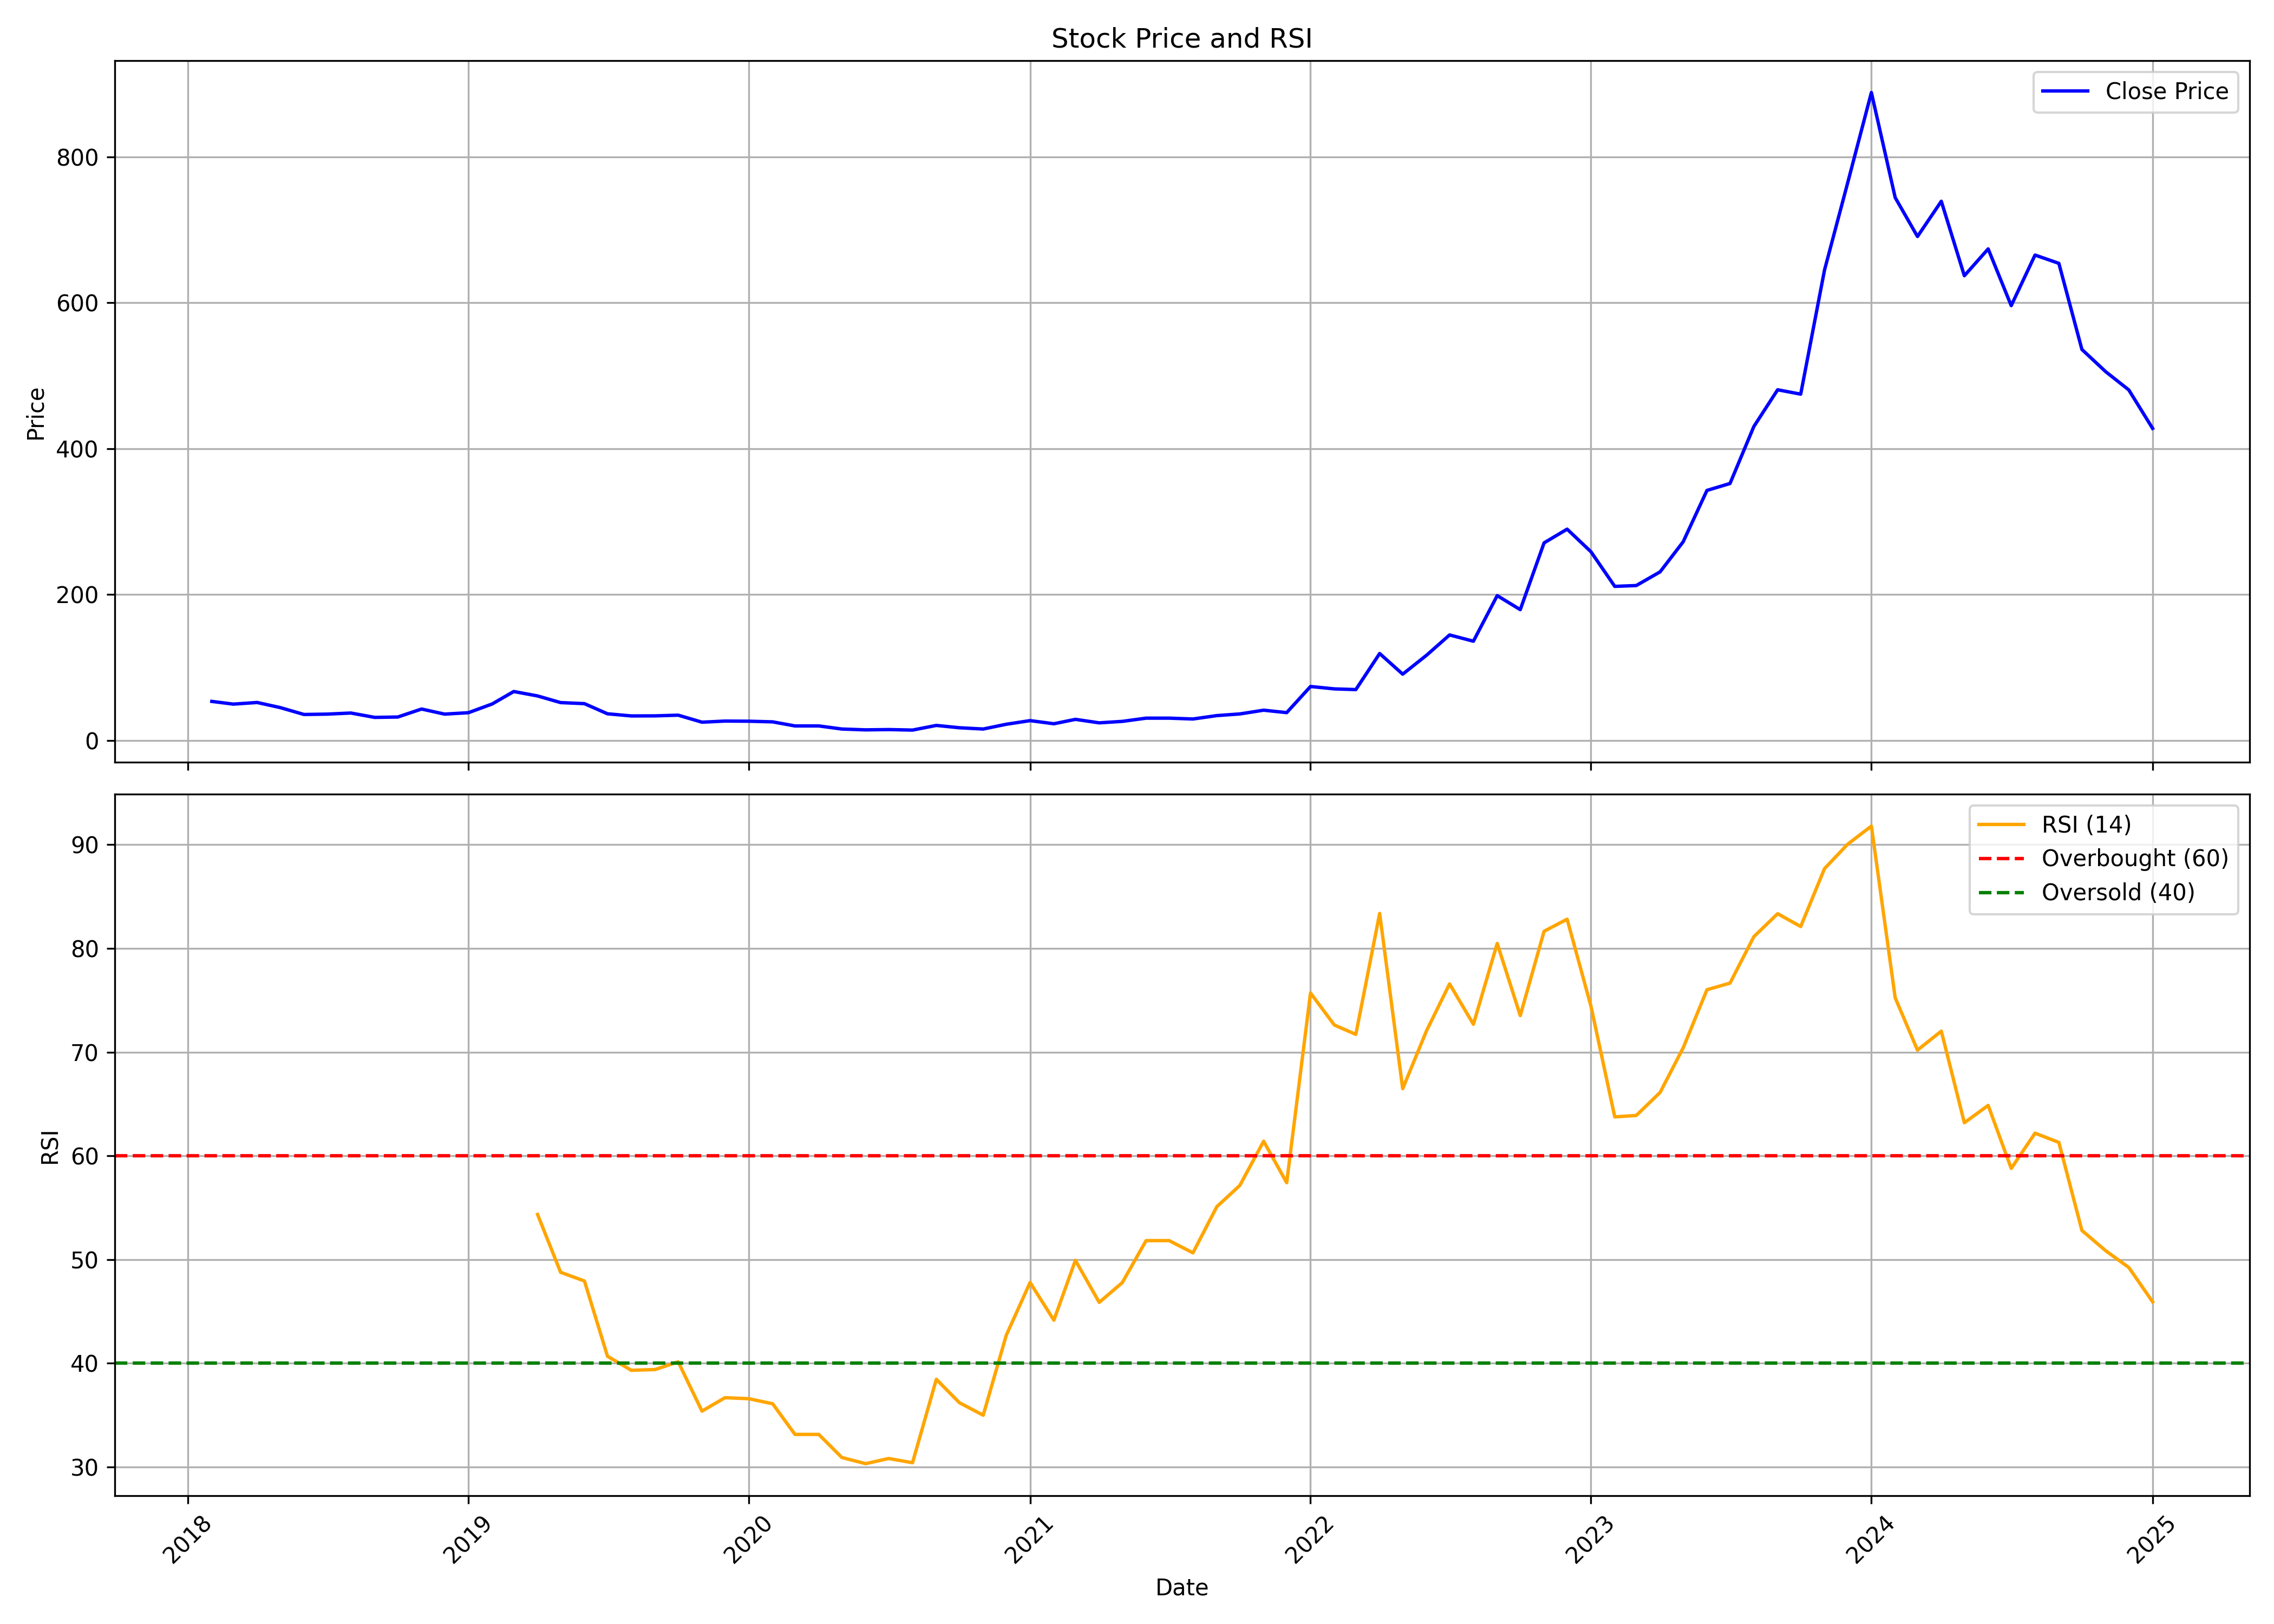 Stock Price and RSI
Close Price
800
600
400
200
0
Price
RSI (14)
Overbought (60)
Oversold (40)
90
80
70
60
50
40
30
RSI
2018
2019
2020
2021
2022
2023
2024
2025
Date